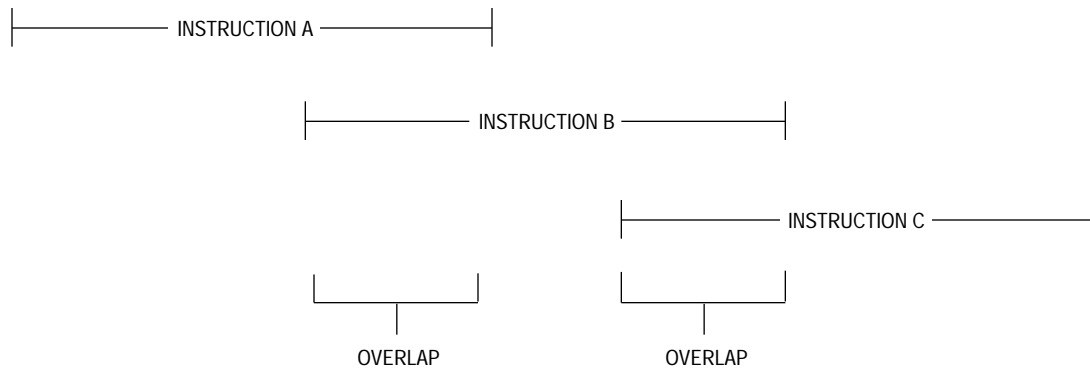 INSTRUCTION A
INSTRUCTION B
INSTRUCTION C
OVERLAP
OVERLAP